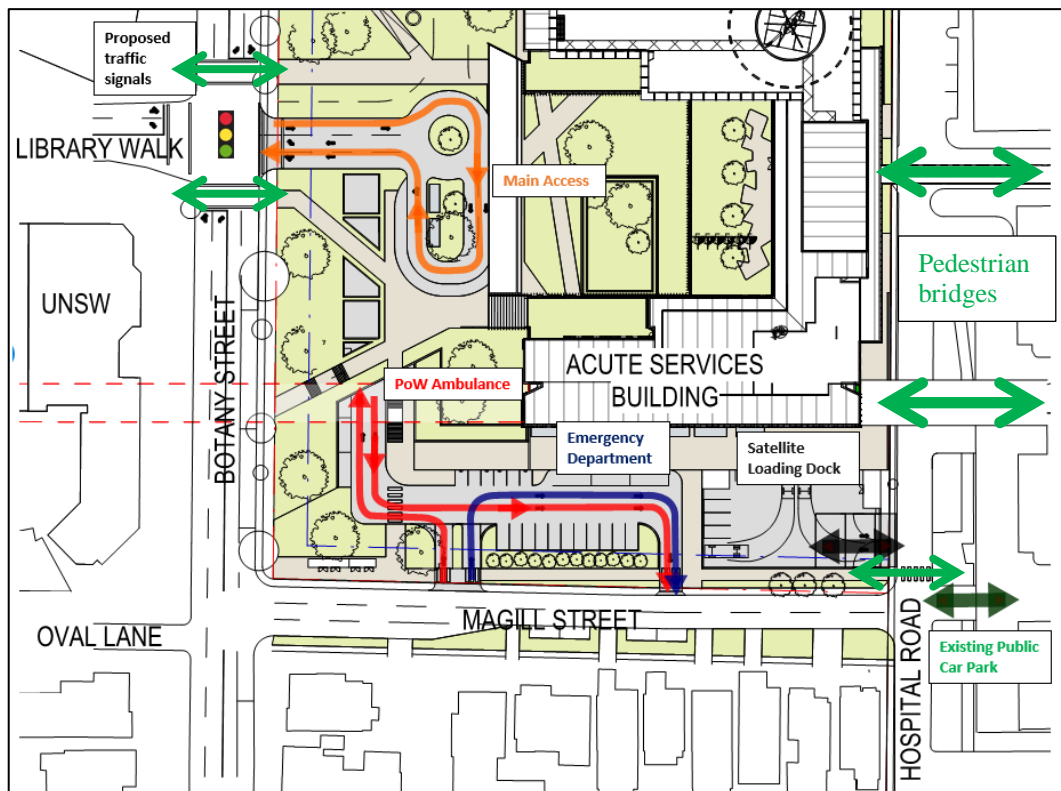 Proposed
traffic
signals
LIBRARY WALK
Main Access
Pedestrian
bridges
UNSW
BOTANY STREET
ACUTE SERVICES
BUILDING
PoW Ambulance
Emergency
Department
Satellite
Loading Dock
MAGILL STREET
OVAL LANE
HOSPITAL ROAD
Existing Public
Car Park